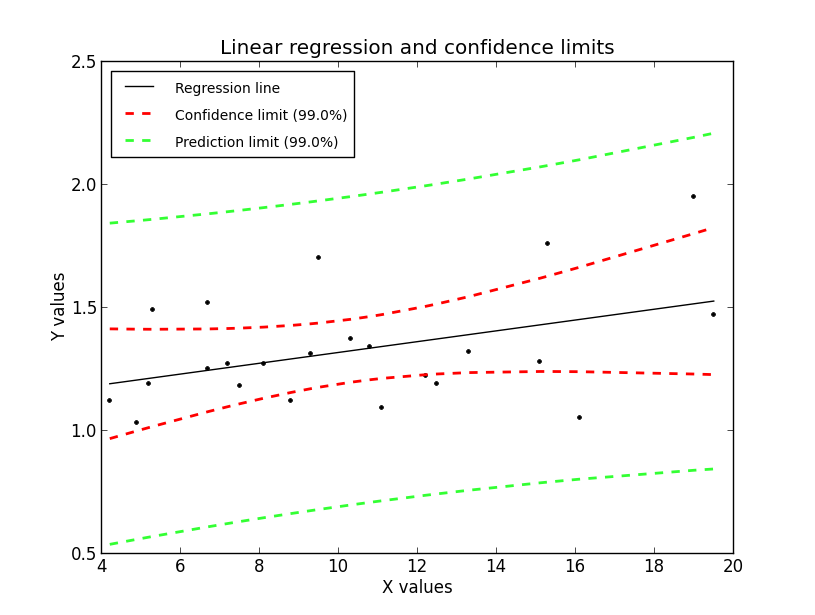 Linear regression and confidence limits
Regression line
Confidence limit (99.0%)
Prediction limit (99.0%)
2.5
2.0
1.5
1.0
0.5
Y values
4 6 8 10 12 14 16 18 20
X values